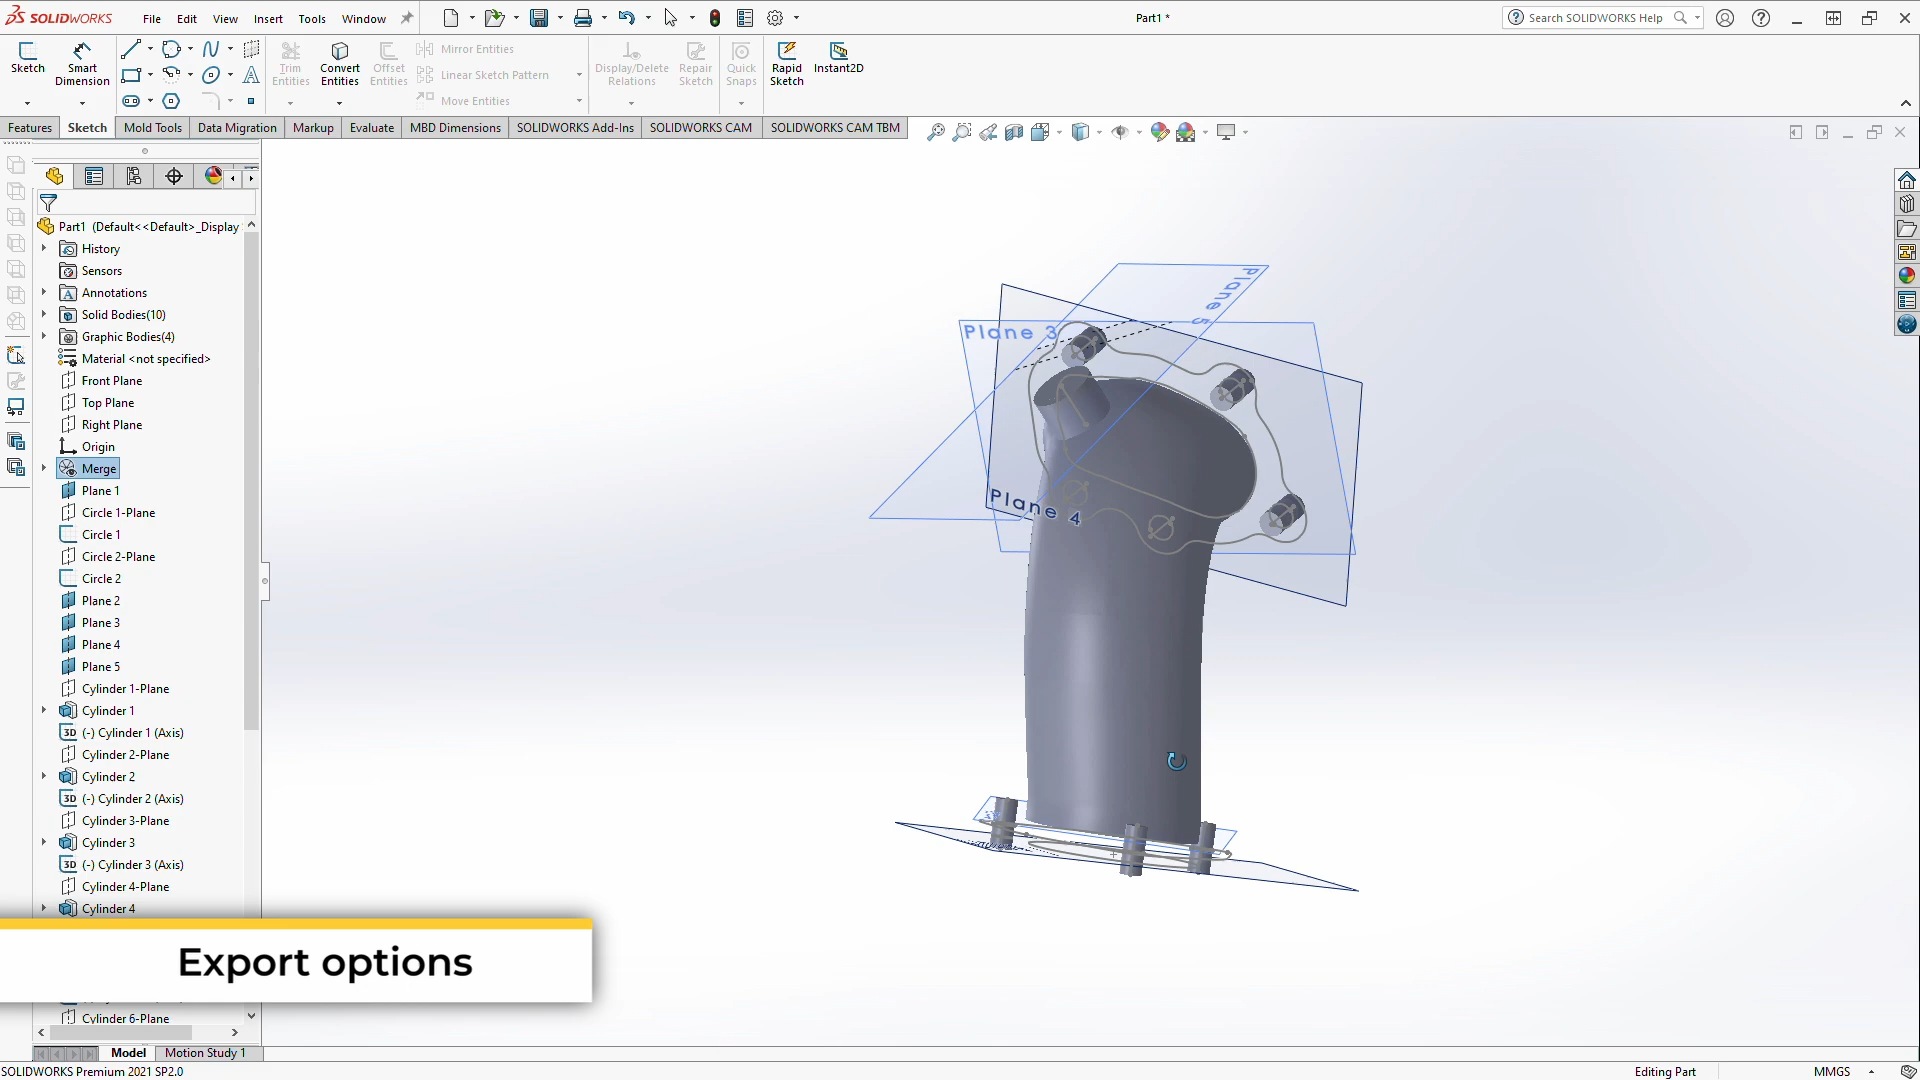 SOLIDWORKS
File
Edit
View
Insert
Tools
Window
Part1 *
Search SOLIDWORKS Help
Sketch
Smart
Dimension
Trim
Entities
Convert
Entities
Offset
Entities
Mirror Entities
Linear Sketch Pattern
Move Entities
Display/Delete
Relations
Repair
Sketch
Quick
Snaps
Rapid
Sketch
Instant2D
Features
Sketch
Mold Tools
Data Migration
Markup
Evaluate
MBD Dimensions
SOLIDWORKS Add-Ins
SOLIDWORKS CAM
SOLIDWORKS CAM TBM
Part1 (Default<<Default>_Display
History
Sensors
Annotations
Solid Bodies(10)
Graphic Bodies(4)
Material <not specified>
Front Plane
Top Plane
Right Plane
Origin
Merge
Plane 1
Circle 1-Plane
Circle 1
Circle 2-Plane
Circle 2
Plane 2
Plane 3
Plane 4
Plane 5
Cylinder 1-Plane
Cylinder 1
3D (-) Cylinder 1 (Axis)
Cylinder 2-Plane
Cylinder 2
3D (-) Cylinder 2 (Axis)
Cylinder 3-Plane
Cylinder 3
3D (-) Cylinder 3 (Axis)
Cylinder 4-Plane
Cylinder 4
Cylinder 6-Plane
Plane 5
Plane 3
Plane 4
Export options
Model
Motion Study 1
SOLIDWORKS Premium 2021 SP2.0
Editing Part
MMGS